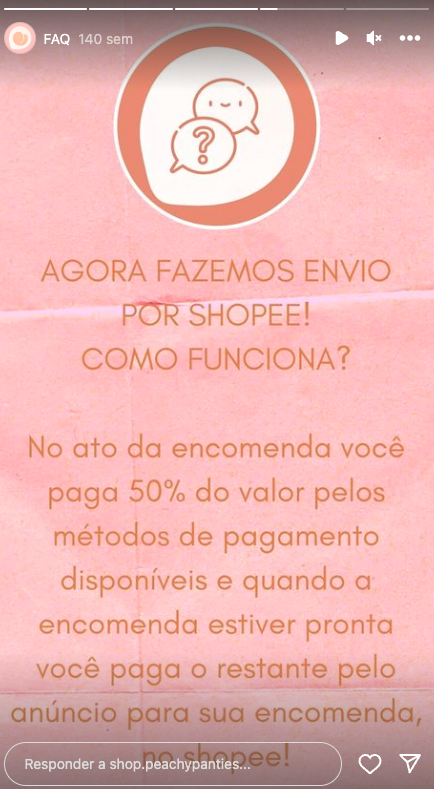 FAQ 140 sem
?
AGORA FAZEMOS ENVIO
POR SHOPEE!
COMO FUNCIONA?
No ato da encomenda você
paga 50% do valor pelos
métodos de pagamento
disponíveis e quando a
encomenda estiver pronta
você paga o restante pelo
anúncio para sua encomenda,
no shopee!
Responder a shop.peachypanties...